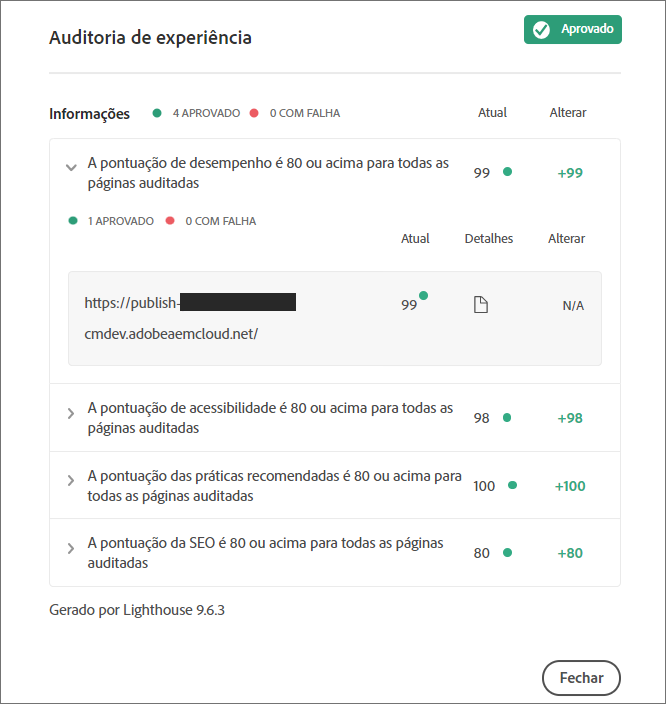 Auditoria de experiência
Aprovado
Informações 4 APROVADO 0 COM FALHA Atual Alterar
A pontuação de desempenho é 80 ou acima para todas as
páginas auditadas
99 +99
1 APROVADO 0 COM FALHA
Atual Detalhes Alterar
https://publish-
cmdev.adobeaemcloud.net/
99 N/A
A pontuação de acessibilidade é 80 ou acima para todas as
páginas auditadas
98 +98
A pontuação das práticas recomendadas é 80 ou acima para
todas as páginas auditadas
100 +100
A pontuação da SEO é 80 ou acima para todas as páginas
auditadas
80 +80
Gerado por Lighthouse 9.6.3
Fechar